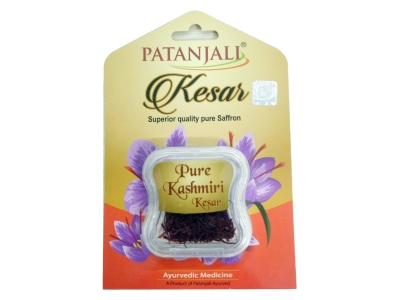 PATANJALI®
Kesar
Superior quality pure Saffron
Pure
Kashmiri
Kesar
Ayurvedic Medicine
A Product of Patanjali Ayurved